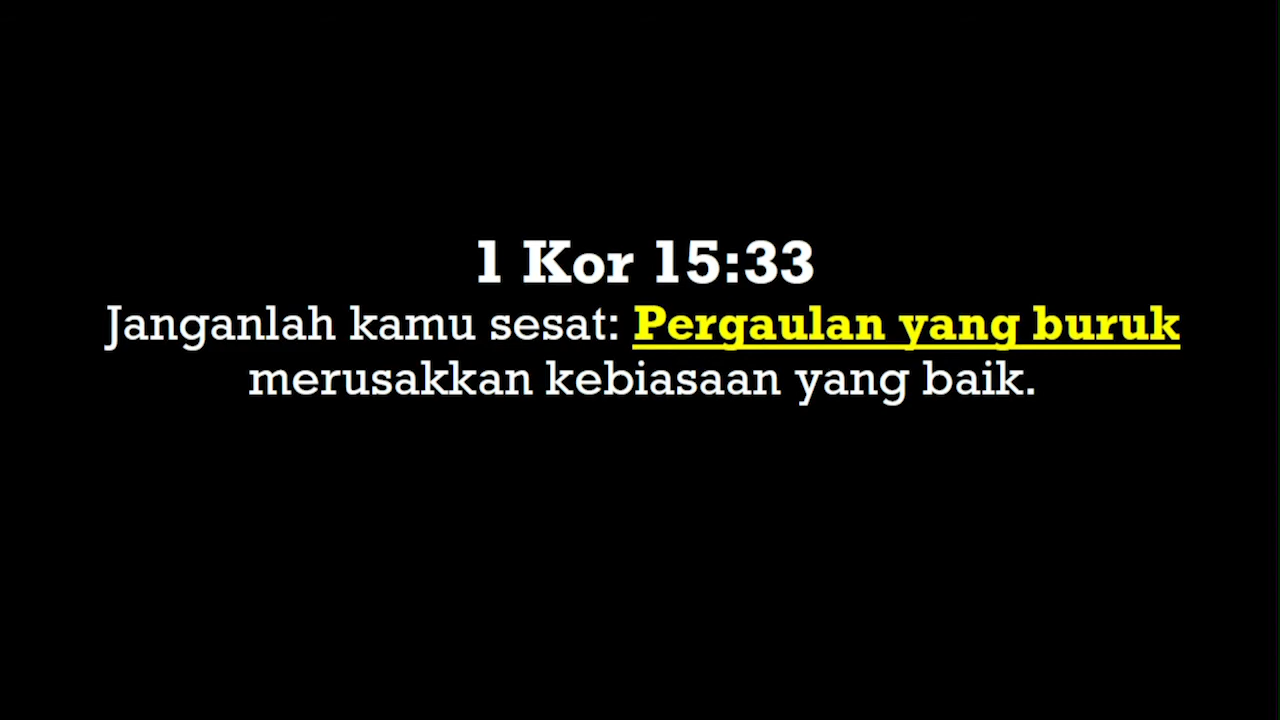 1 Kor 15:33
Janganlah kamu sesat: Pergaulan yang buruk
merusakkan kebiasaan yang baik.